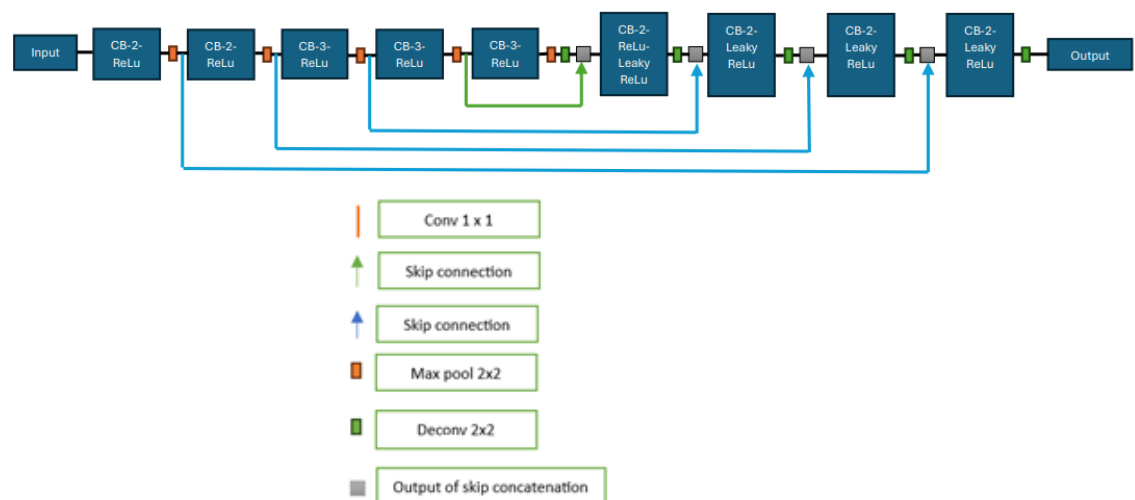 Input
CB-2-
ReLu
CB-2-
ReLu
CB-3-
ReLu
CB-3-
ReLu
CB-3-
ReLu
CB-2-
ReLu-
Leaky
ReLu
CB-2-
Leaky
ReLu
CB-2-
Leaky
ReLu
CB-2-
Leaky
ReLu
Output
Conv 1 x 1
Skip connection
Skip connection
Max pool 2x2
Deconv 2x2
Output of skip concatenation